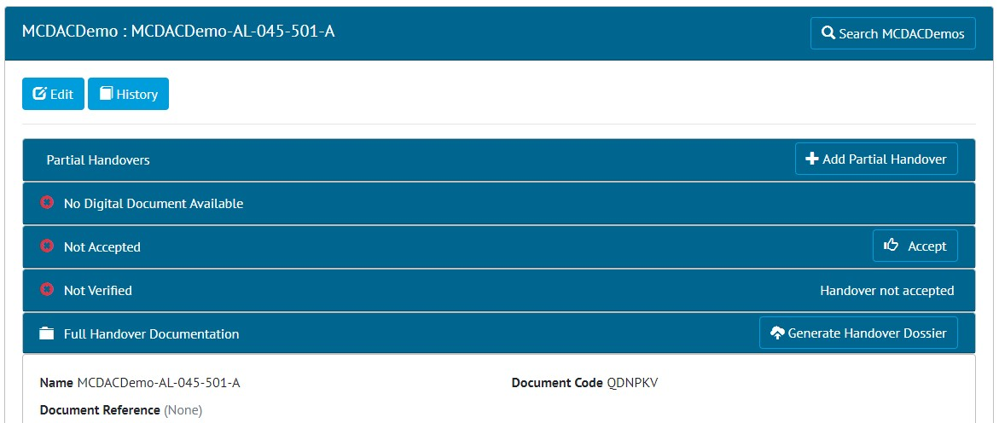 MCDACDemo : MCDACDemo-AL-045-501-A
Search MCDACDemos
Edit
History
Partial Handovers
Add Partial Handover
No Digital Document Available
Not Accepted
Accept
Not Verified
Handover not accepted
Full Handover Documentation
Generate Handover Dossier
Name MCDACDemo-AL-045-501-A
Document Code QDNPKV
Document Reference (None)